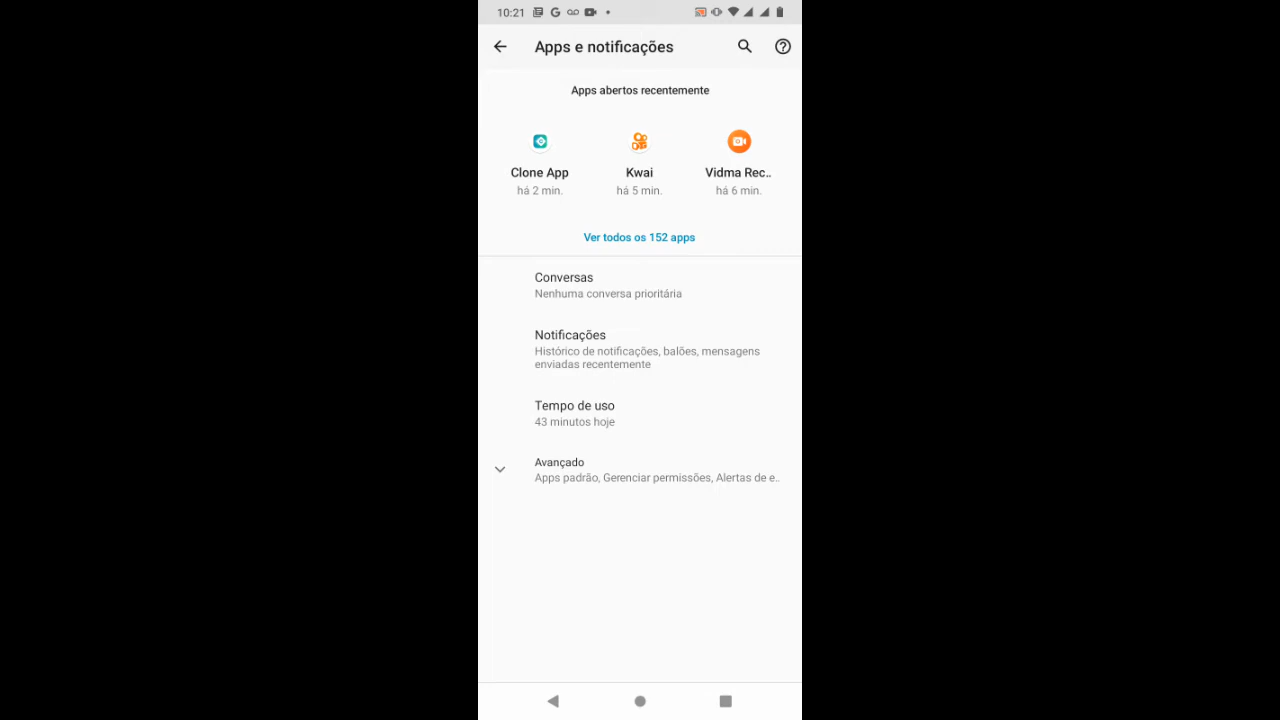 10:21
Apps e notificações
Apps abertos recentemente
Clone App
há 2 min.
Kwai
há 5 min.
Vidma Rec..
há 6 min.
Ver todos os 152 apps
Conversas
Nenhuma conversa prioritária
Notificações
Histórico de notificações, balões, mensagens
enviadas recentemente
Tempo de uso
43 minutos hoje
Avançado
Apps padrão, Gerenciar permissões, Alertas de e..